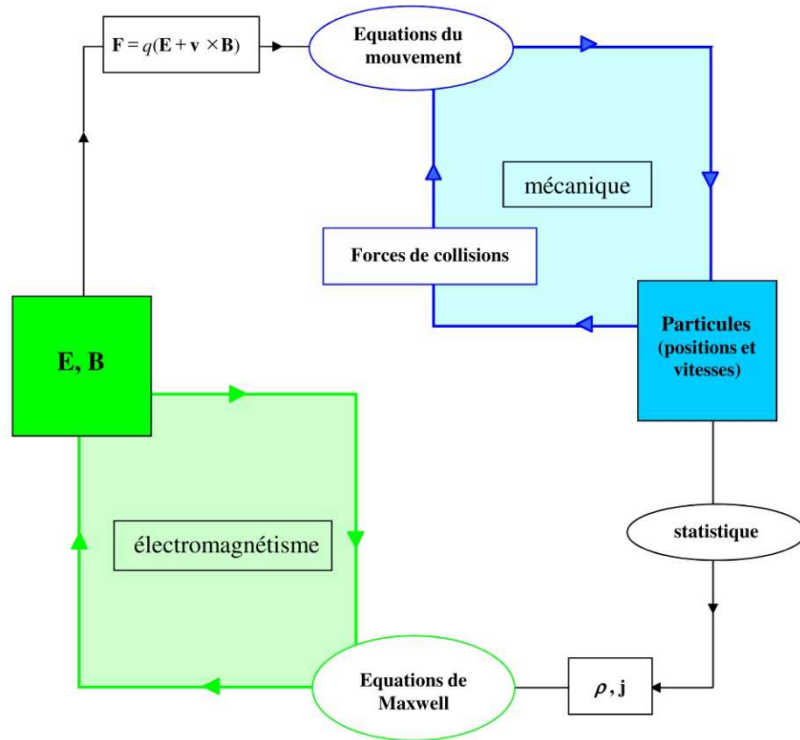 F = q(E + v × B)
Equations du
mouvement
mécanique
Forces de collisions
E, B
Particules
(positions et
vitesses)
électromagnétisme
statistique
Equations de
Maxwell
ρ, j